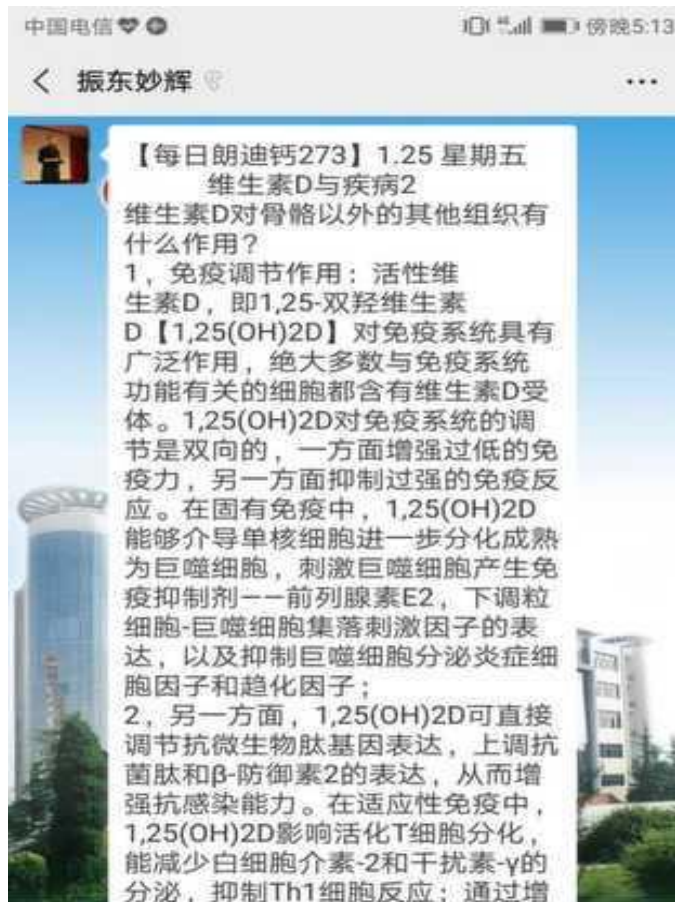 中国电信
傍晚5:13
振东妙辉
【每日朗迪钙273】1.25 星期五
维生素D与疾病2
维生素D对骨骼以外的其他组织有
什么作用？
1，免疫调节作用：活性维
生素D，即1,25-双羟维生素
D【1,25(OH)2D】对免疫系统具有
广泛作用，绝大多数与免疫系统
功能有关的细胞都含有维生素D受
体。1,25(OH)2D对免疫系统的调
节是双向的，一方面增强过低的免
疫力，另一方面抑制过强的免疫反
应。在固有免疫中，1,25(OH)2D
能够介导单核细胞进一步分化成熟
为巨噬细胞，刺激巨噬细胞产生免
疫抑制剂——前列腺素E2，下调粒
细胞-巨噬细胞集落刺激因子的表
达，以及抑制巨噬细胞分泌炎症细
胞因子和趋化因子；
2，另一方面，1,25(OH)2D可直接
调节抗微生物肽基因表达，上调抗
菌肽和β-防御素2的表达，从而增
强抗感染能力。在适应性免疫中，
1,25(OH)2D影响活化T细胞分化，
能减少白细胞介素-2和干扰素-γ的
分泌，抑制Th1细胞反应；通过增